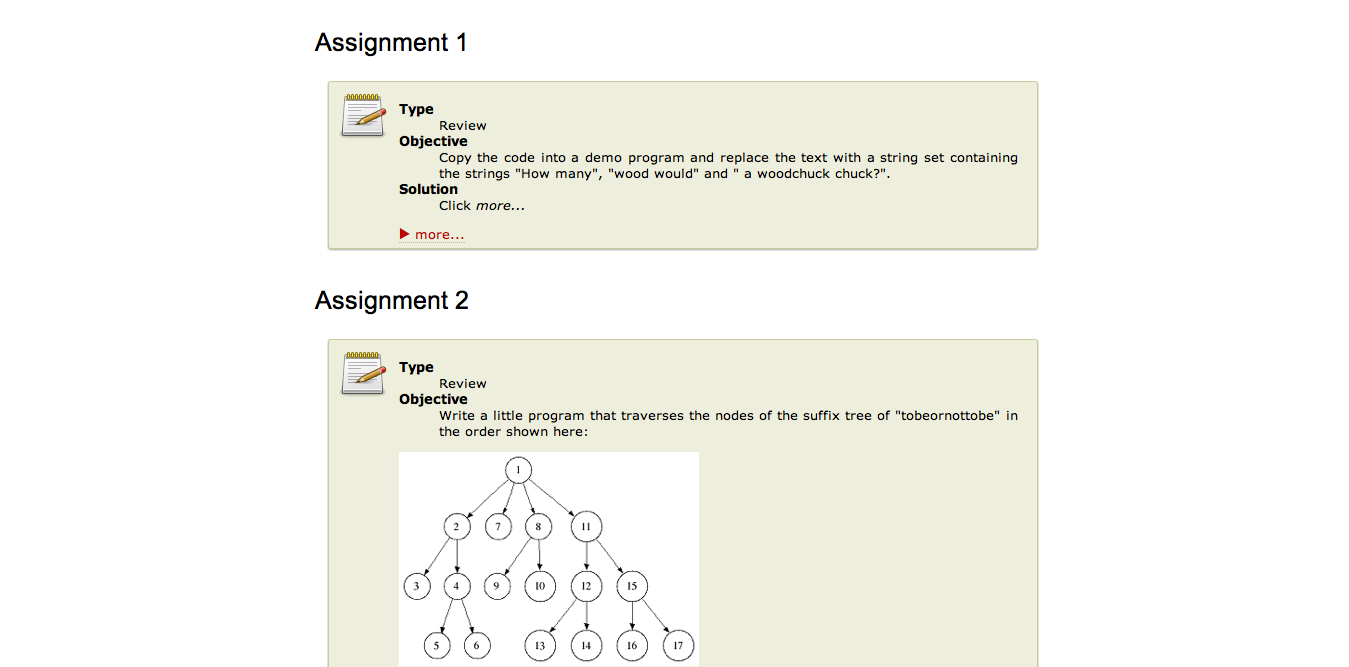 Assignment 1
Type
Review
Objective
Copy the code into a demo program and replace the text with a string set containing
the strings "How many", "wood would" and " a woodchuck chuck?".
Solution
Click more...
▶ more...
Assignment 2
Type
Review
Objective
Write a little program that traverses the nodes of the suffix tree of "tobeornottobe" in
the order shown here:
1
2 7 8 11
3 4 9 10 12 15
5 6 13 14 16 17